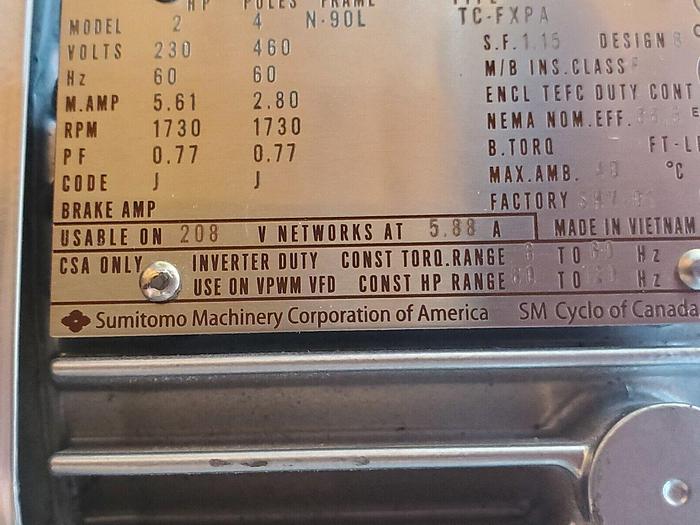 HP POLES FRAME TYPE
MODEL 2 4 N-90L TC-FXPA
VOLTS 230 460 S.F. 1.15 DESIGN
Hz 60 60 M/B INS.CLASS F
M.AMP 5.61 2.80 ENCL TEFC DUTY CONT
RPM 1730 1730 NEMA NOM.EFF.
PF 0.77 0.77 B.TORQ FT-L
CODE J J MAX.AMB. °C
BRAKE AMP FACTORY
USABLE ON 208 V NETWORKS AT 5.88 A MADE IN VIETNAM
CSA ONLY INVERTER DUTY CONST TORQ.RANGE TO Hz
USE ON VPWM VFD CONST HP RANGE TO Hz
Sumitomo Machinery Corporation of America SM Cyclo of Canada